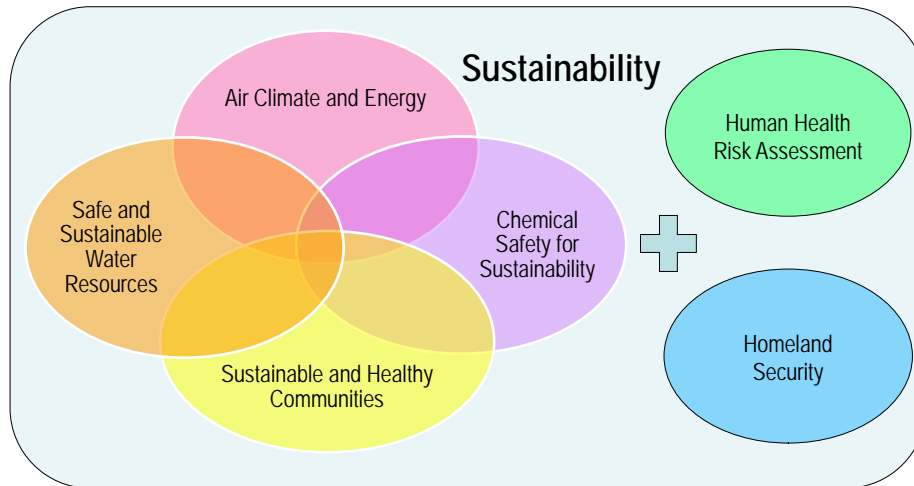 Sustainability
Air Climate and Energy
Safe and
Sustainable
Water
Resources
Chemical
Safety for
Sustainability
Sustainable and Healthy
Communities
Human Health
Risk Assessment
Homeland
Security